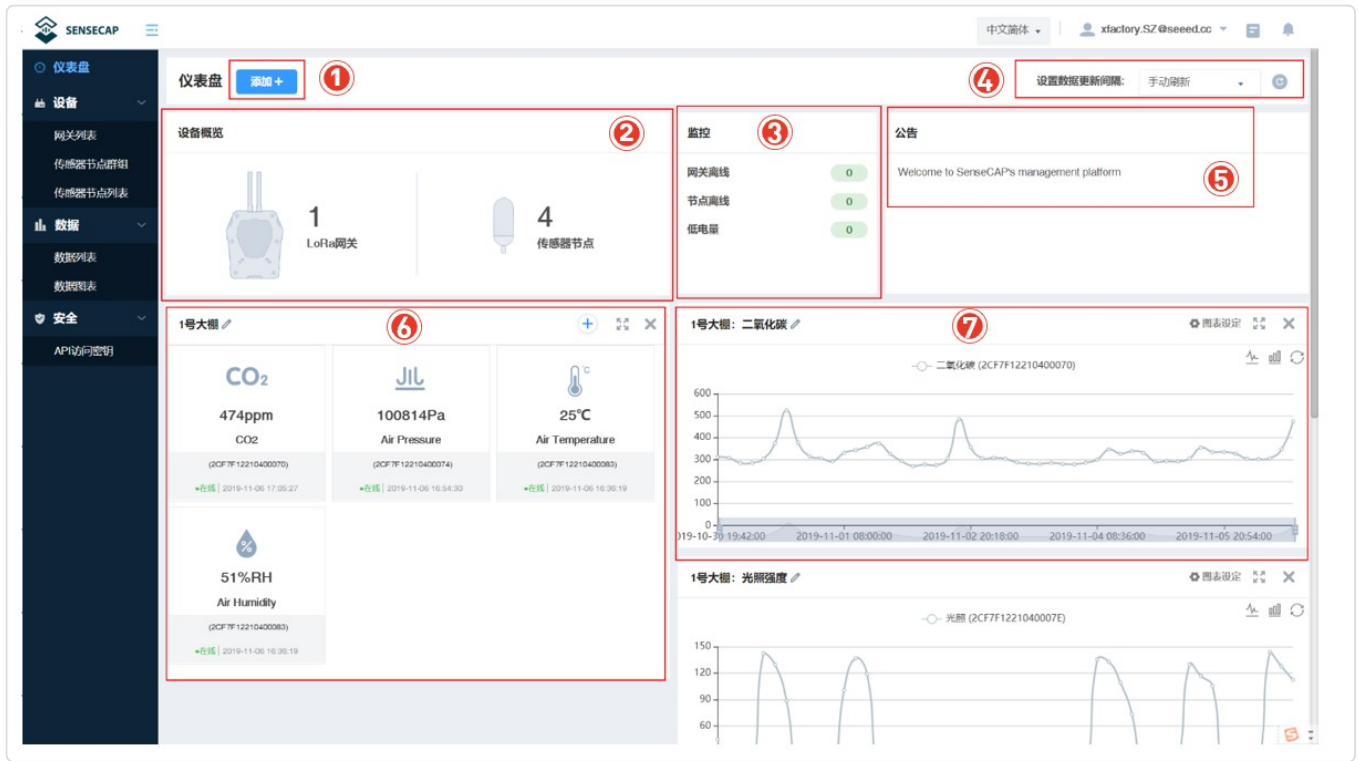 SENSECAP
中文简体
xfactory.SZ@seeed.cc
仪表盘
设备
网关列表
传感器节点群组
传感器节点列表
数据
数据列表
数据图表
安全
API访问密钥
仪表盘
添加+
1
4
设置数据更新间隔:
手动刷新
设备概览
2
1
LoRa网关
4
传感器节点
监控
3
网关离线
0
节点离线
0
低电量
0
公告
Welcome to SenseCAP's management platform
5
1号大棚
6
CO2
474ppm
CO2
(2CF7F12210400070)
在线 | 2019-11-06 17:05:27
100814Pa
Air Pressure
(2CF7F12210400074)
在线 | 2019-11-06 16:54:30
°C
25℃
Air Temperature
(2CF7F12210400083)
在线 | 2019-11-06 16:36:19
%
51%RH
Air Humidity
(2CF7F12210400083)
在线 | 2019-11-06 16:36:19
1号大棚：二氧化碳
7
图表设定
二氧化碳 (2CF7F12210400070)
600
500
400
300
200
100
0
019-10-30 19:42:00
2019-11-01 08:00:00
2019-11-02 20:18:00
2019-11-04 08:36:00
2019-11-05 20:54:00
1号大棚：光照强度
图表设定
光照 (2CF7F1221040007E)
150
120
90
60